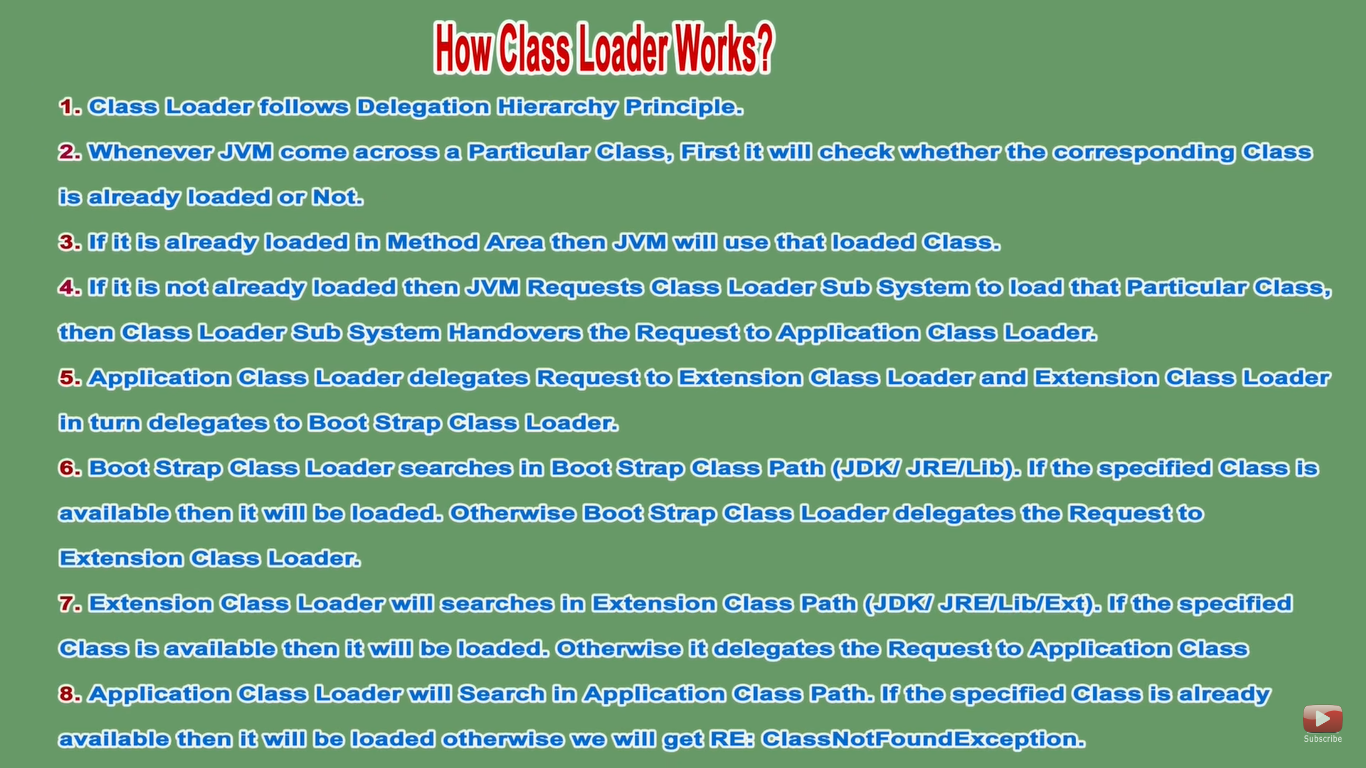 How Class Loader Works?
1. Class Loader follows Delegation Hierarchy Principle.
2. Whenever JVM come across a Particular Class, First it will check whether the corresponding Class
is already loaded or Not.
3. If it is already loaded in Method Area then JVM will use that loaded Class.
4. If it is not already loaded then JVM Requests Class Loader Sub System to load that Particular Class,
then Class Loader Sub System Handovers the Request to Application Class Loader.
5. Application Class Loader delegates Request to Extension Class Loader and Extension Class Loader
in turn delegates to Boot Strap Class Loader.
6. Boot Strap Class Loader searches in Boot Strap Class Path (JDK/ JRE/Lib). If the specified Class is
available then it will be loaded. Otherwise Boot Strap Class Loader delegates the Request to
Extension Class Loader.
7. Extension Class Loader will searches in Extension Class Path (JDK/ JRE/Lib/Ext). If the specified
Class is available then it will be loaded. Otherwise it delegates the Request to Application Class
8. Application Class Loader will Search in Application Class Path. If the specified Class is already
available then it will be loaded otherwise we will get RE: ClassNotFoundException.
Subscribe